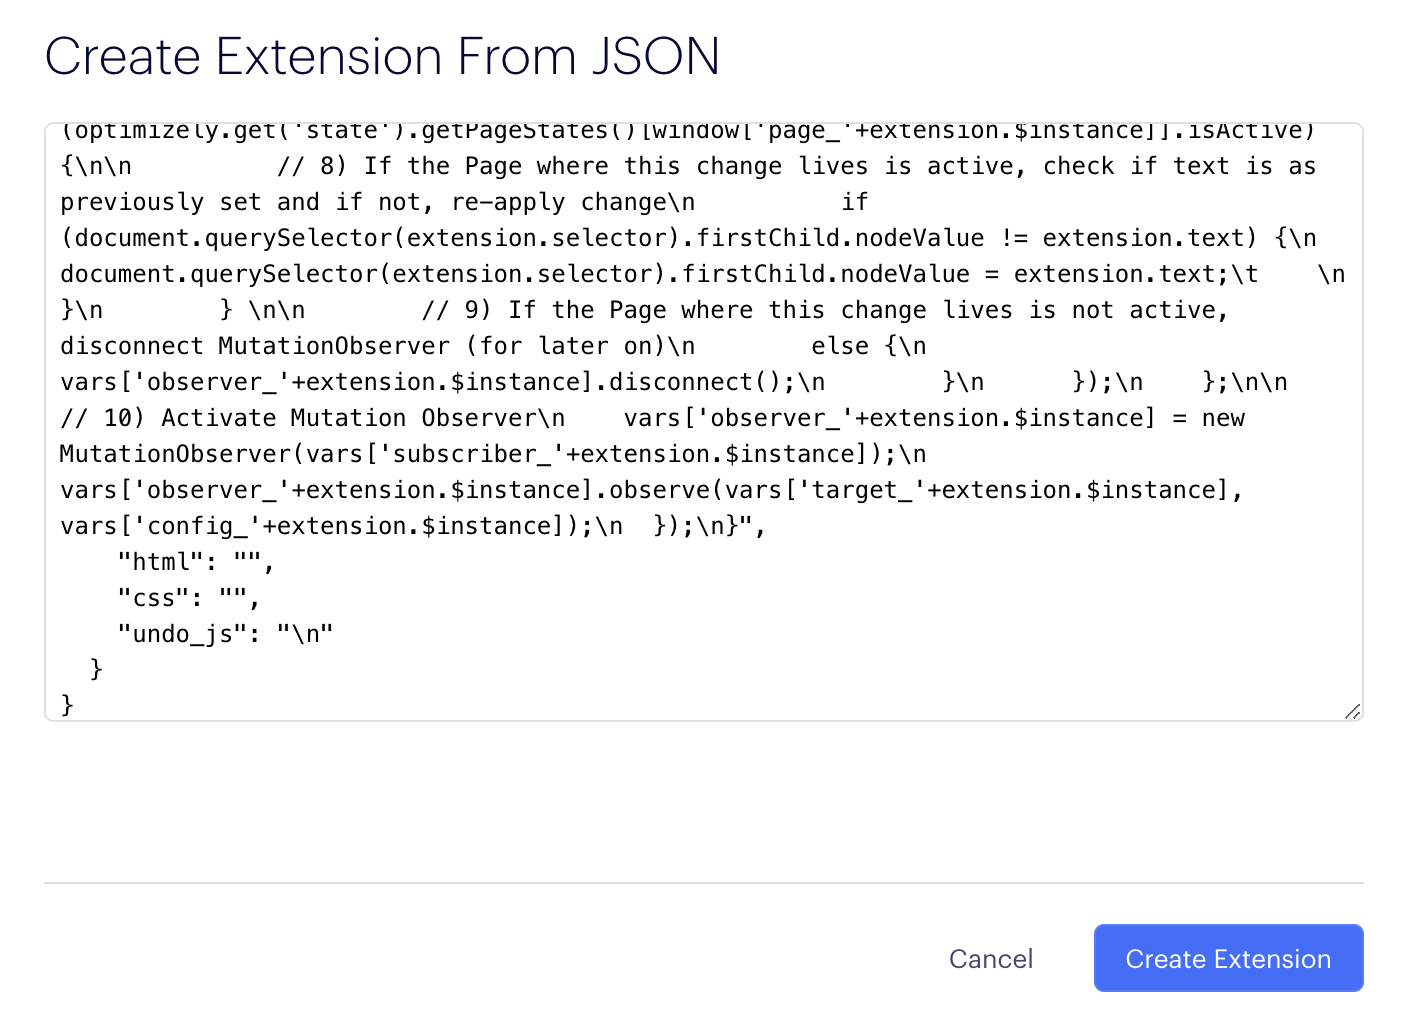 Create Extension From JSON
(optimizely.get('state').getPageStates()[window['page_'+extension.$instance]].isActive)
{\n\n          // 8) If the Page where this change lives is active, check if text is as
previously set and if not, re-apply change\n          if
(document.querySelector(extension.selector).firstChild.nodeValue != extension.text) {\n
document.querySelector(extension.selector).firstChild.nodeValue = extension.text;\t    \n
}\n        } \n\n        // 9) If the Page where this change lives is not active,
disconnect MutationObserver (for later on)\n        else {\n
vars['observer_'+extension.$instance].disconnect();\n        }\n      });\n    };\n\n
// 10) Activate Mutation Observer\n    vars['observer_'+extension.$instance] = new
MutationObserver(vars['subscriber_'+extension.$instance]);\n
vars['observer_'+extension.$instance].observe(vars['target_'+extension.$instance],
vars['config_'+extension.$instance]);\n  });\n}",
    "html": "",
    "css": "",
    "undo_js": "\n"
  }
}
Cancel
Create Extension